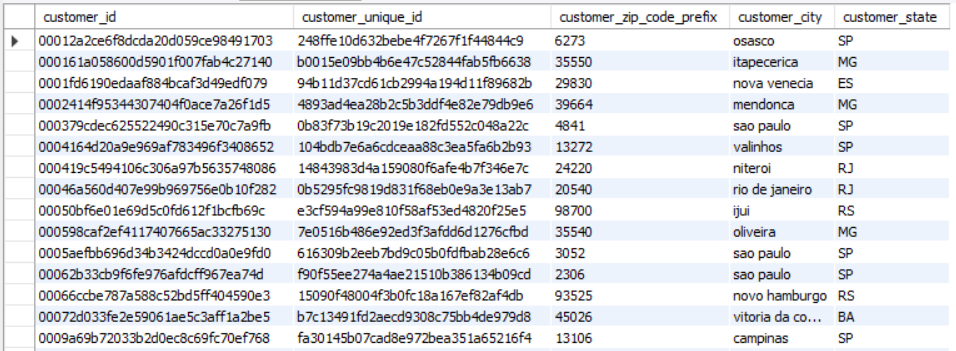 customer_id customer_unique_id customer_zip_code_prefix customer_city customer_state
00012a2ce6f8dcda20d059ce98491703 248ffe10d632bebe4f7267f1f44844c9 6273 osasco SP
000161a058600d5901f007fab4c27140 b0015e09bb4b6e47c52844fab5fb6638 35550 itapecerica MG
0001fd6190edaaf884bcaf3d49edf079 94b11d37cd61cb2994a194d11f89682b 29830 nova venecia ES
0002414f95344307404f0ace7a26f1d5 4893ad4ea28b2c5b3ddf4e82e79db9e6 39664 mendonca MG
000379cdec625522490c315e70c7a9fb 0b83f73b19c2019e182fd552c048a22c 4841 sao paulo SP
0004164d20a9e969af783496f3408652 104bdb7e6a6cdceaa88c3ea5fa6b2b93 13272 valinhos SP
000419c5494106c306a97b5635748086 14843983d4a159080f6afe4b7f346e7c 24220 niteroi RJ
00046a560d407e99b969756e0b10f282 0b5295fc9819d831f68eb0e9a3e13ab7 20540 rio de janeiro RJ
00050bf6e01e69d5c0fd612f1bcfb69c e3cf594a99e810f58af53ed4820f25e5 98700 ijui RS
000598caf2ef4117407665ac33275130 7e0516b486e92ed3f3afdd6d1276cfbd 35540 oliveira MG
0005aefbb696d34b3424dccd0a0e9fd0 616309b2eeb7bd9c05b0fdfbab28e6c6 3052 sao paulo SP
00062b33cb9f6fe976afdcff967ea74d f90f55ee274a4ae21510b386134b09cd 2306 sao paulo SP
00066ccbe787a588c52bd5ff404590e3 15090f48004f3b0fc18a167ef82af4db 93525 novo hamburgo RS
00072d033fe2e59061ae5c3aff1a2be5 b7c13491fd2aecd9308c75bb4de979d8 45026 vitoria da co... BA
0009a69b72033b2d0ec8c69fc70ef768 fa30145b07cad8e972bea351a65216f4 13106 campinas SP